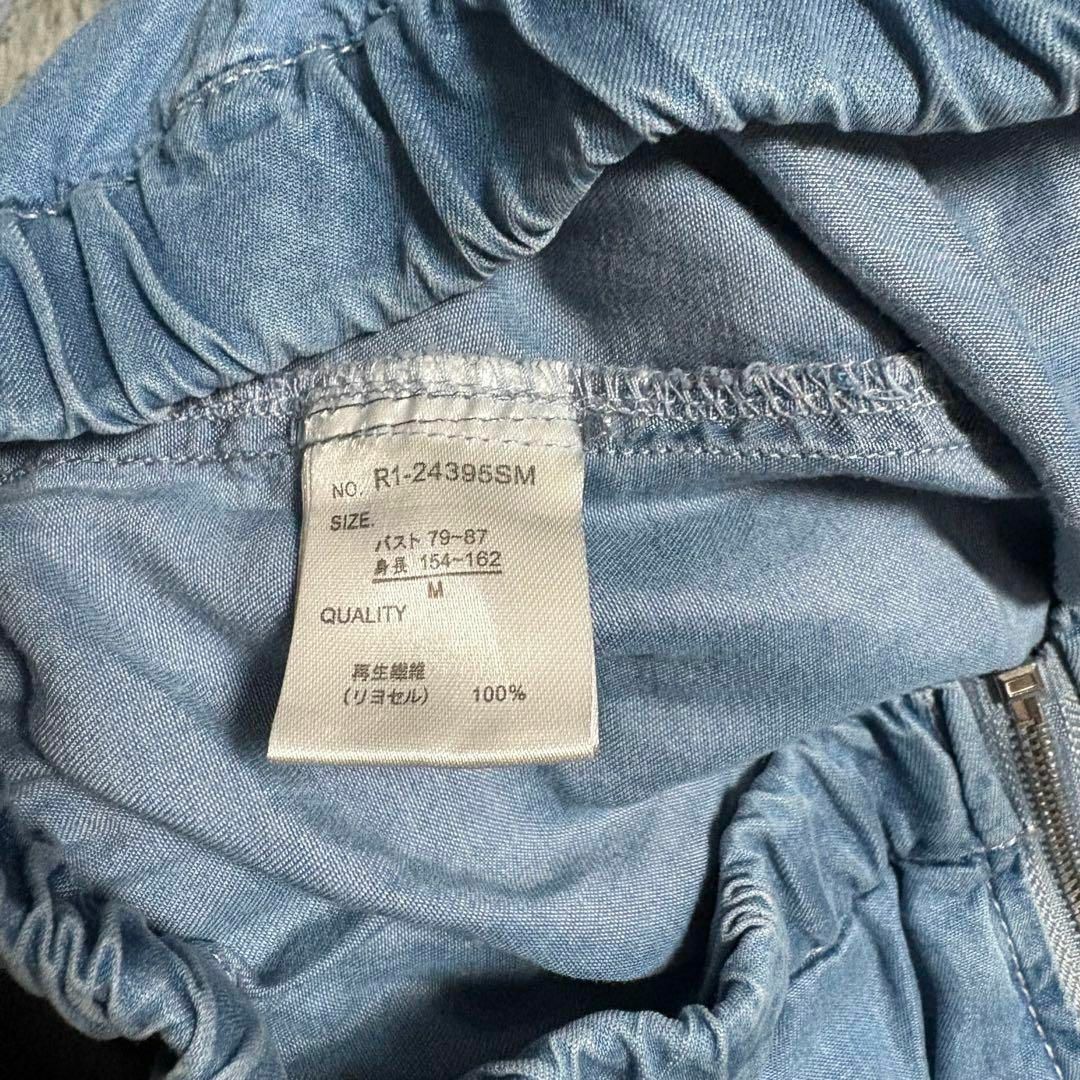 NO. R1-24395SM
SIZE.
バスト 79~87
身長 154~162
M
QUALITY
再生繊維
(リヨセル) 100%